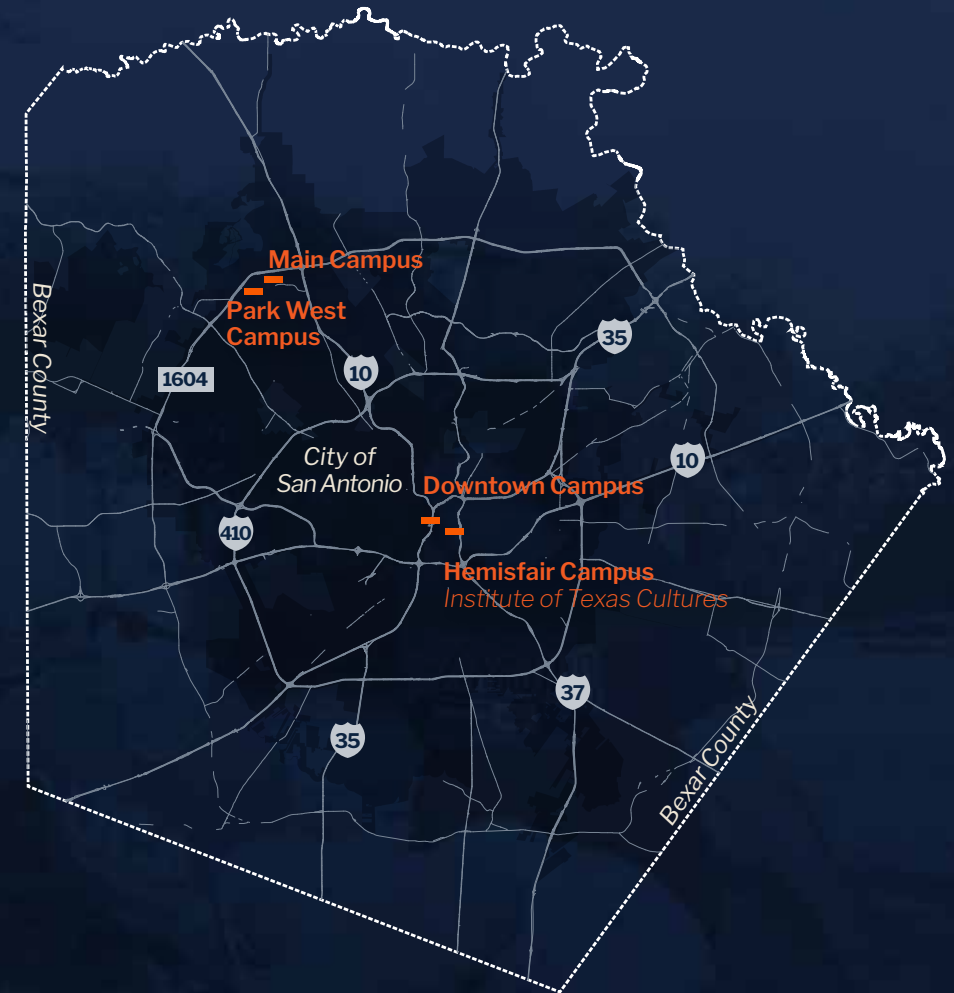 Main Campus
Park West
Campus
Bexar County
35
10
1604
City of
San Antonio
10
Downtown Campus
410
Hemisfair Campus
Institute of Texas Cultures
37
35
Bexar County